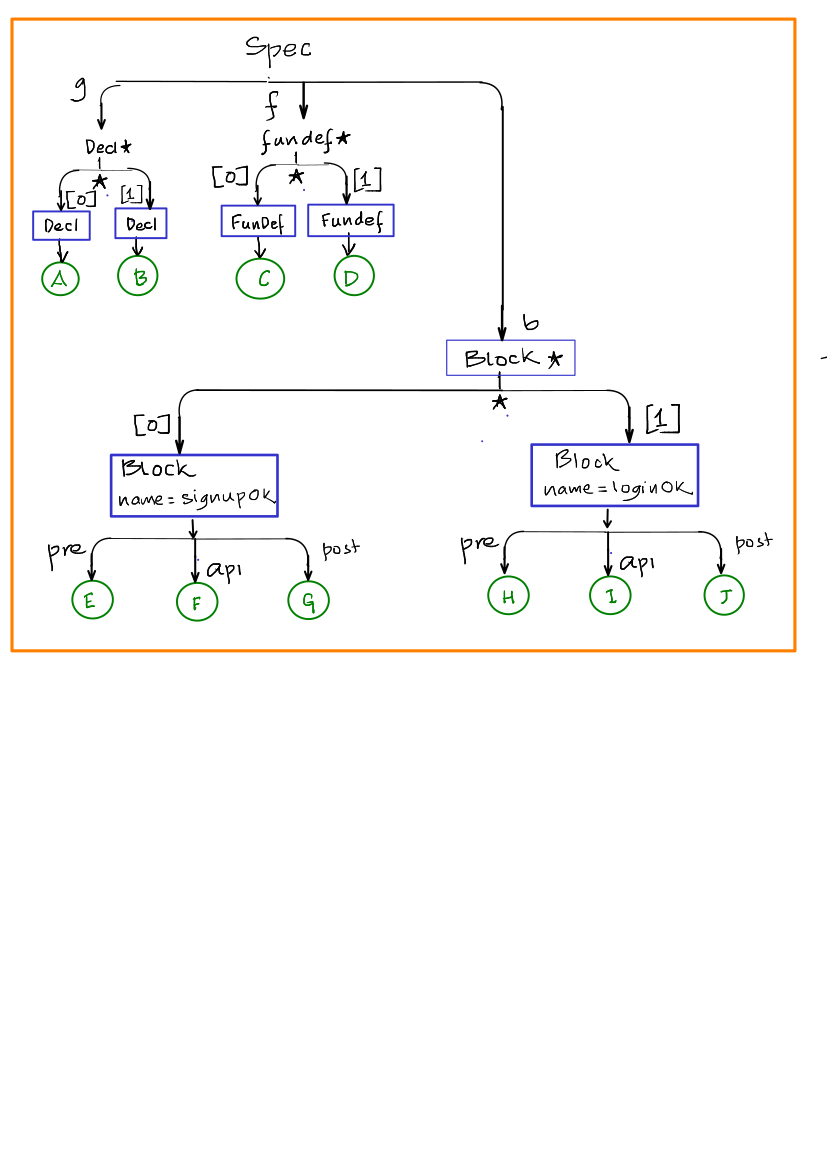 Spec
g
f
Decl*
fundef*
*
*
[0]
[1]
[0]
[1]
Decl
Decl
FunDef
Fundef
A
B
C
D
b
Block *
*
[0]
[1]
Block
name = signupOK
Block
name = loginOK
pre
api
post
pre
api
post
E
F
G
H
I
J